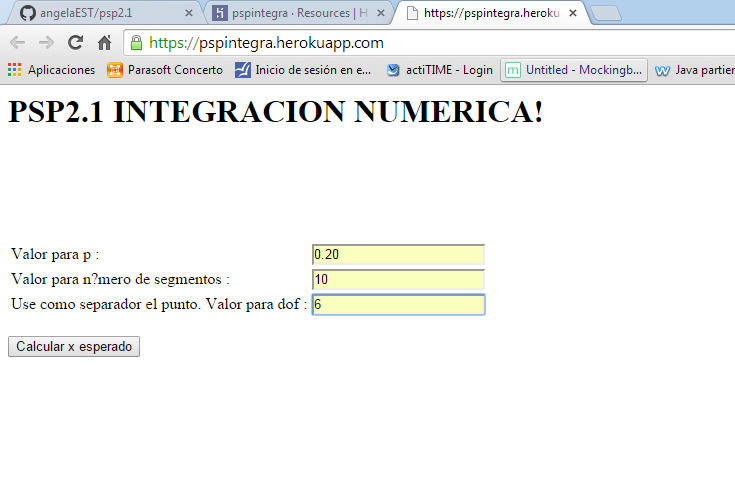 angelaEST/psp2.1
pspintegra · Resources | H
https://pspintegra.heroku
https://pspintegra.herokuapp.com
Aplicaciones
Parasoft Concerto
Inicio de sesión en e...
actiTIME - Login
Untitled - Mockingb...
Java partier
PSP2.1 INTEGRACION NUMERICA!
Valor para p : 0.20
Valor para n?mero de segmentos : 10
Use como separador el punto. Valor para dof : 6
Calcular x esperado